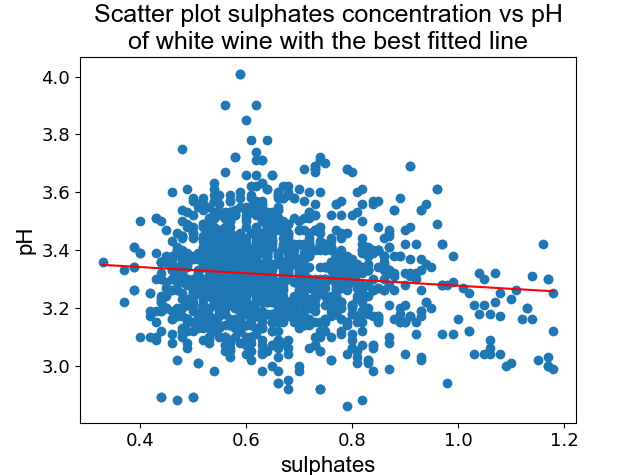 Scatter plot sulphates concentration vs pH
of white wine with the best fitted line
4.0
3.8
3.6
pH
3.4
3.2
3.0
0.4 0.6 0.8 1.0 1.2
sulphates